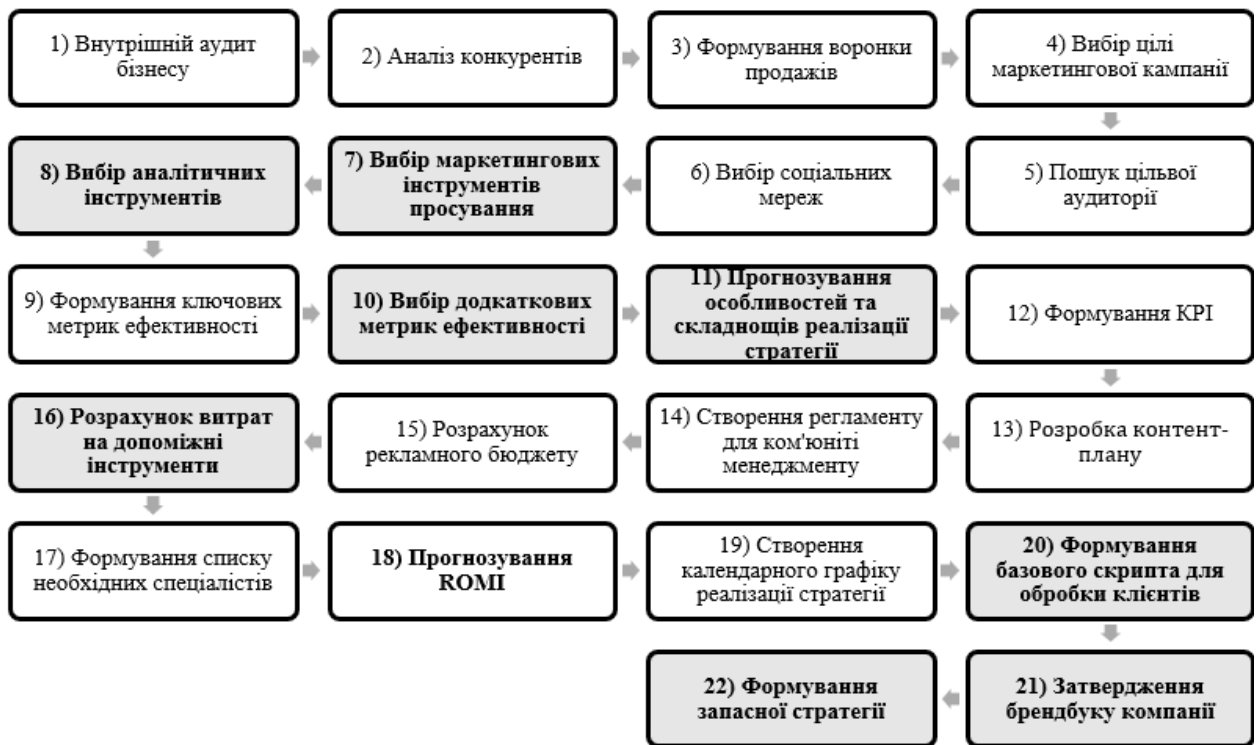 1) Внутрішній аудит
бізнесу
2) Аналіз конкурентів
3) Формування воронки
продажів
4) Вибір цілі
маркетингової кампанії
5) Пошук цільвої
аудиторії
6) Вибір соціальних
мереж
7) Вибір маркетингових
інструментів
просування
8) Вибір аналітичних
інструментів
9) Формування ключових
метрик ефективності
10) Вибір додкаткових
метрик ефективності
11) Прогнозування
особливостей та
складнощів реалізації
стратегії
12) Формування KPI
13) Розробка контент-
плану
14) Створення регламенту
для ком'юніті
менеджменту
15) Розрахунок
рекламного бюджету
16) Розрахунок витрат
на допоміжні
інструменти
17) Формування списку
необхідних спеціалістів
18) Прогнозування
ROMI
19) Створення
календарного графіку
реалізації стратегії
20) Формування
базового скрипта для
обробки клієнтів
21) Затвердження
брендбуку компанії
22) Формування
запасної стратегії